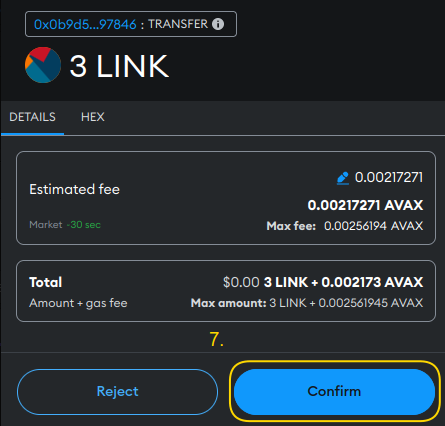 0x0b9d5...97846 : TRANSFER
3 LINK
DETAILS HEX
Estimated fee 0.00217271
0.00217271 AVAX
Market ~30 sec Max fee: 0.00256194 AVAX
Total $0.00 3 LINK + 0.002173 AVAX
Amount + gas fee Max amount: 3 LINK + 0.002561945 AVAX
7.
Reject Confirm